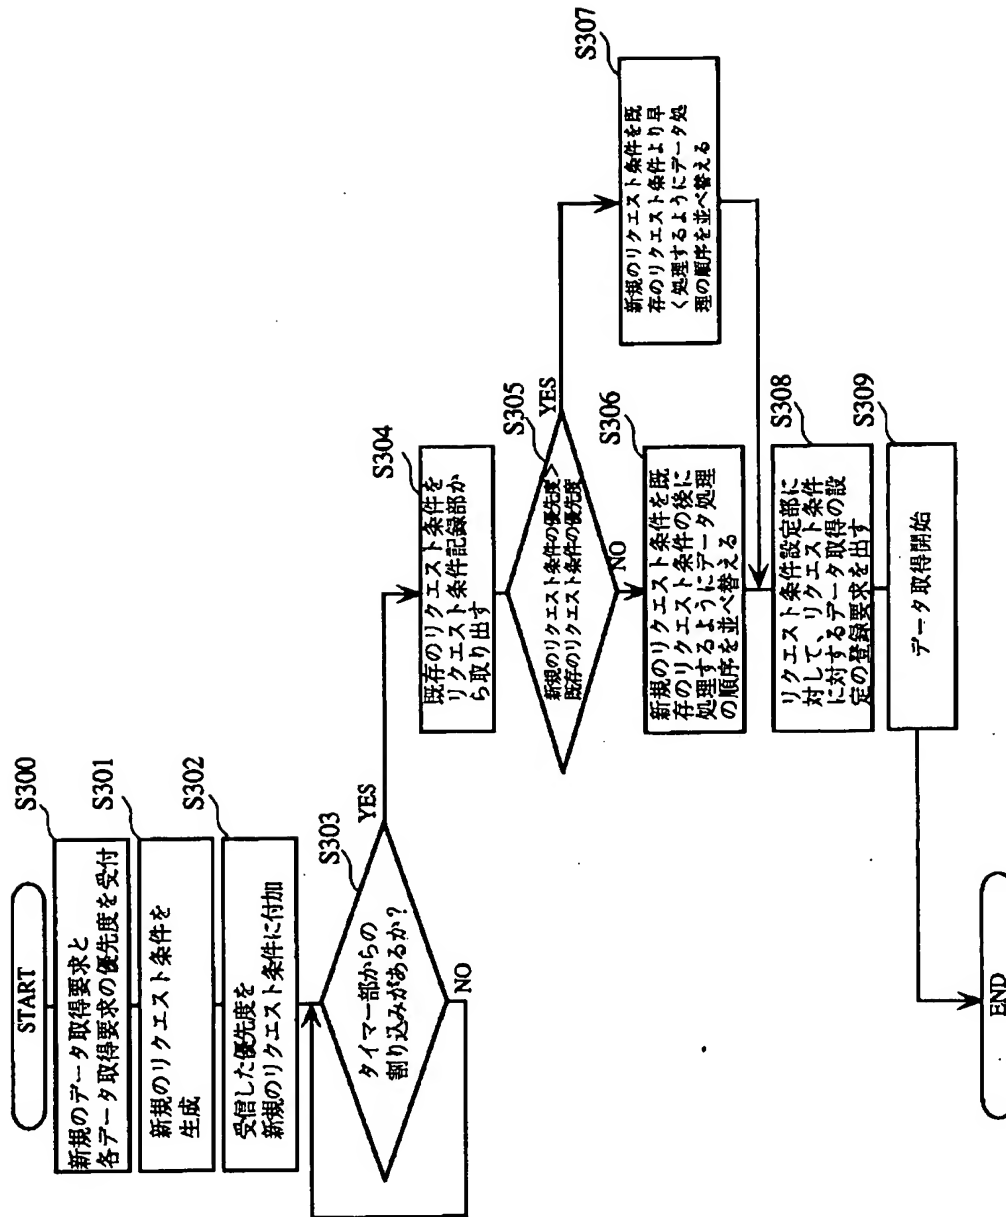 START
S300
新規のデータ取得要求と
各データ取得要求の優先度を受付
S301
新規のリクエスト条件を
生成
S302
受信した優先度を
新規のリクエスト条件に付加
S303
タイマー部からの
割り込みがあるか?
YES
NO
S304
既存のリクエスト条件を
リクエスト条件記録部か
ら取り出す
S305
新規のリクエスト条件の優先度>
既存のリクエスト条件の優先度
YES
NO
S306
新規のリクエスト条件を既
存のリクエスト条件の後に
処理するようにデータ処理
の順序を並べ替える
S307
新規のリクエスト条件を既
存のリクエスト条件より早
く処理するようにデータ処
理の順序を並べ替える
S308
リクエスト条件設定部に
対して、リクエスト条件
に対するデータ取得の設
定の登録要求を出す
S309
データ取得開始
END